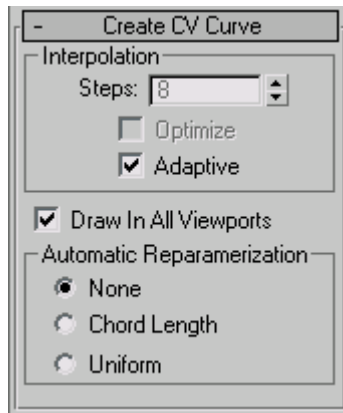 - Create CV Curve
Interpolation
Steps: 8
Optimize
Adaptive
Draw In All Viewports
Automatic Reparamerization
None
Chord Length
Uniform